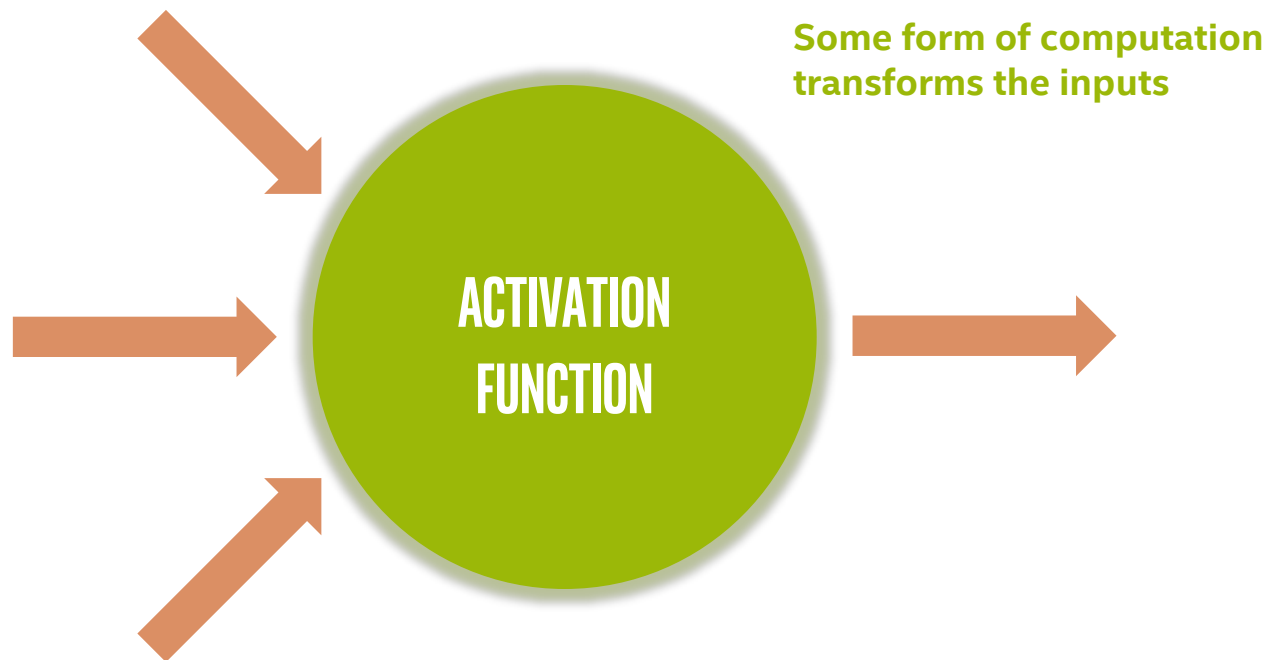 Some form of computation
transforms the inputs
ACTIVATION
FUNCTION